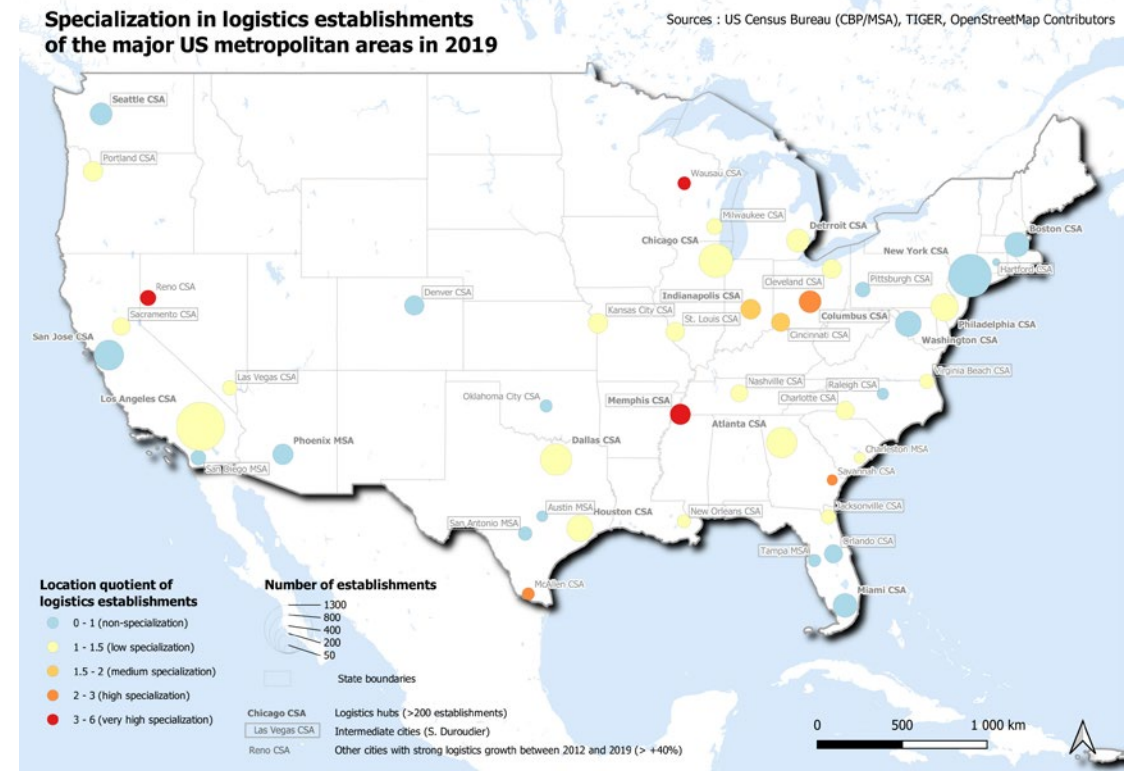 Specialization in logistics establishments
of the major US metropolitan areas in 2019
Sources : US Census Bureau (CBP/MSA), TIGER, OpenStreetMap Contributors
Seattle CSA
Portland CSA
Wausau CSA
Milwaukee CSA
Detrroit CSA
Boston CSA
Chicago CSA
New York CSA
Hartford CSA
Cleveland CSA
Pittsburgh CSA
Reno CSA
Denver CSA
Indianapolis CSA
Sacramento CSA
Kansas City CSA
St. Louis CSA
Columbus CSA
Philadelphia CSA
San Jose CSA
Cincinnati CSA
Washington CSA
Las Vegas CSA
Nashville CSA
Raleigh CSA
Virginia Beach CSA
Los Angeles CSA
Oklahoma City CSA
Memphis CSA
Charlotte CSA
Atlanta CSA
Phoenix MSA
Dallas CSA
Charleston MSA
San Diego MSA
Savannah CSA
Austin MSA
Houston CSA
New Orleans CSA
Jacksonville CSA
San Antonio MSA
Orlando CSA
Tampa MSA
McAllen CSA
Miami CSA
Location quotient of
logistics establishments
0 - 1 (non-specialization)
1 - 1.5 (low specialization)
1.5 - 2 (medium specialization)
2 - 3 (high specialization)
3 - 6 (very high specialization)
Number of establishments
1300
800
400
200
50
State boundaries
Chicago CSA Logistics hubs (>200 establishments)
Las Vegas CSA Intermediate cities (S. Duroudier)
Reno CSA Other cities with strong logistics growth between 2012 and 2019 (> +40%)
0 500 1 000 km